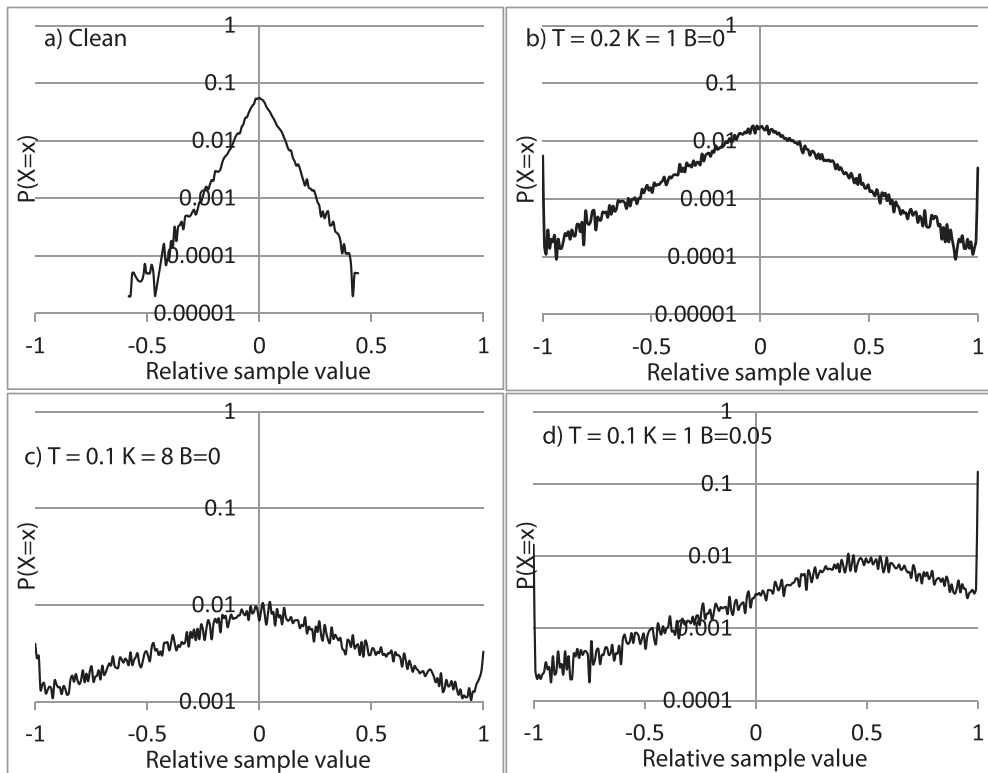 a) Clean
1
0.1
0.01
0.001
0.0001
0.00001
P(X=x)
-1 -0.5 0 0.5 1
Relative sample value
b) T = 0.2 K = 1 B=0
1
0.1
0.01
0.001
0.0001
0.00001
P(X=x)
-1 -0.5 0 0.5 1
Relative sample value
c) T = 0.1 K = 8 B=0
1
0.1
0.01
0.001
P(X=x)
-1 -0.5 0 0.5 1
Relative sample value
d) T = 0.1 K = 1 B=0.05
1
0.1
0.01
0.001
0.0001
P(X=x)
-1 -0.5 0 0.5 1
Relative sample value